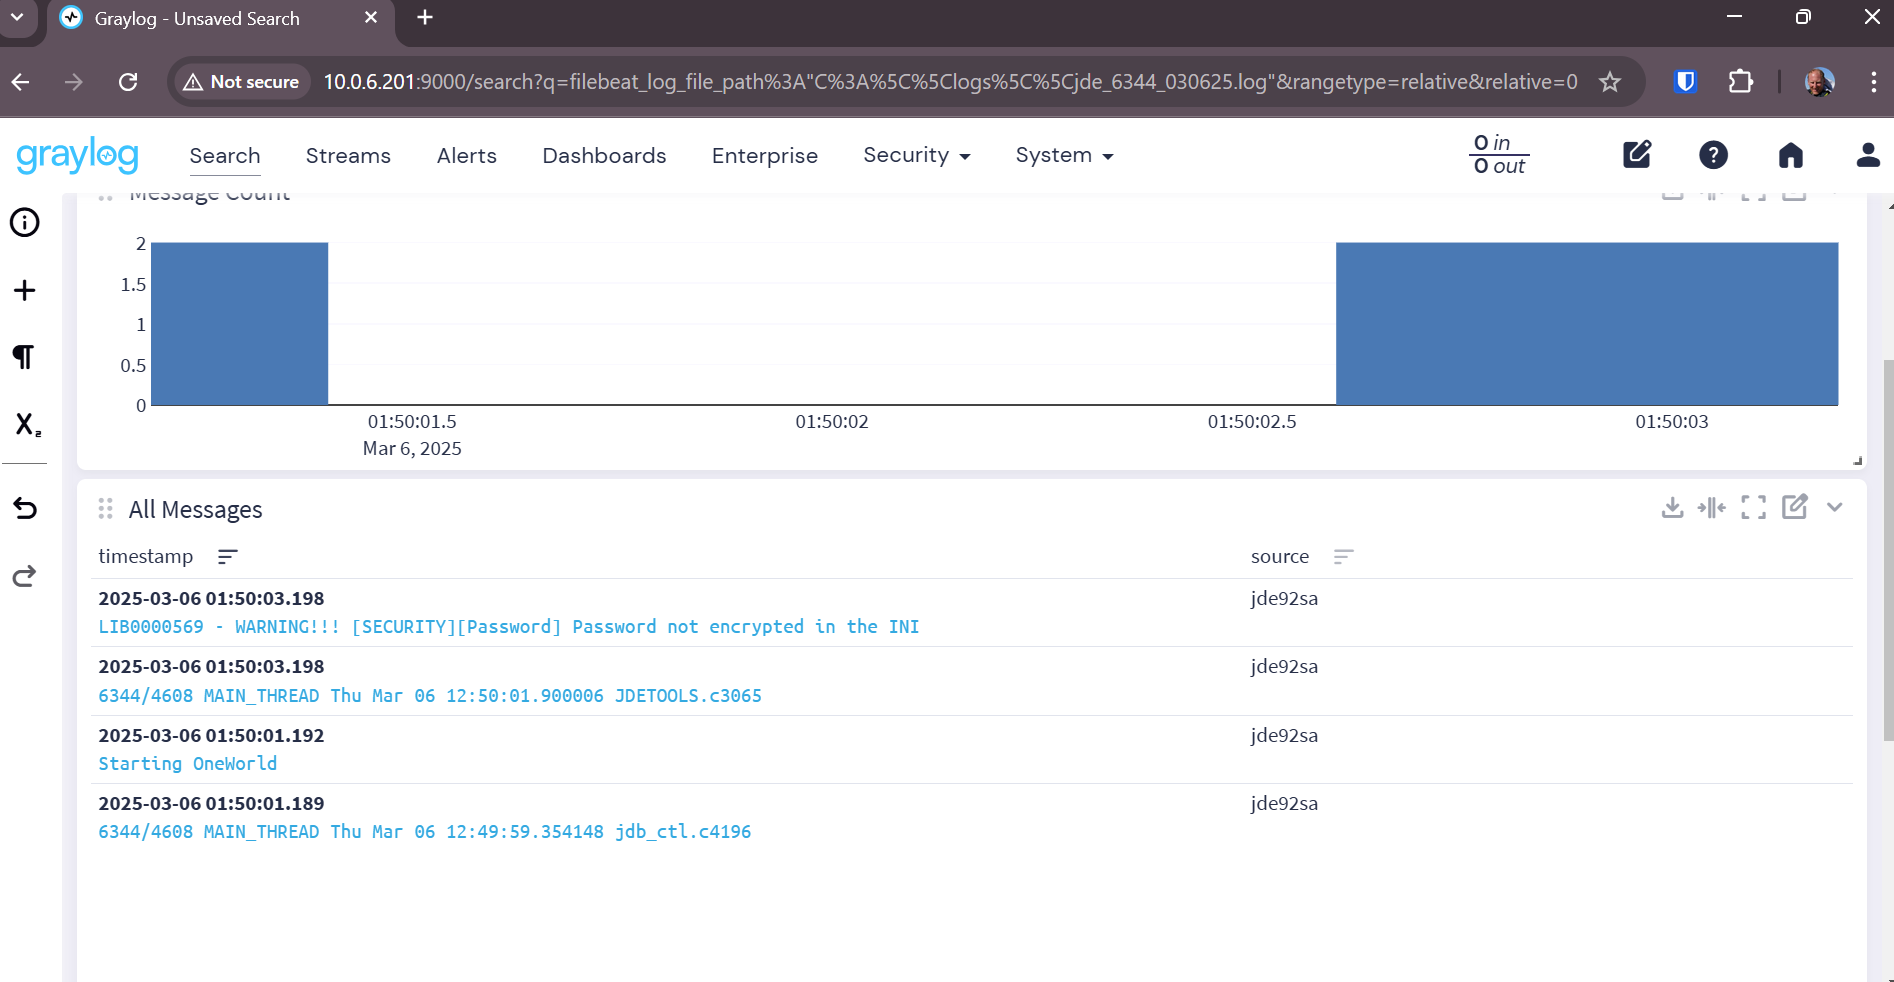 Graylog - Unsaved Search
Not secure
10.0.6.201:9000/search?q=filebeat_log_file_path%3A"C%3A%5C%5Clogs%5C%5Cjde_6344_030625.log"&rangetype=relative&relative=0
graylog
Search
Streams
Alerts
Dashboards
Enterprise
Security
System
0 in
0 out
Message Count
2
1.5
1
0.5
0
01:50:01.5
01:50:02
01:50:02.5
01:50:03
Mar 6, 2025
All Messages
timestamp
source
2025-03-06 01:50:03.198
jde92sa
LIB0000569 - WARNING!!! [SECURITY][Password] Password not encrypted in the INI
2025-03-06 01:50:03.198
jde92sa
6344/4608 MAIN_THREAD Thu Mar 06 12:50:01.900006 JDETOOLS.c3065
2025-03-06 01:50:01.192
jde92sa
Starting OneWorld
2025-03-06 01:50:01.189
jde92sa
6344/4608 MAIN_THREAD Thu Mar 06 12:49:59.354148 jdb_ctl.c4196